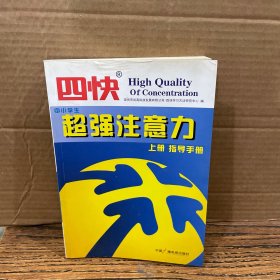 四快®
High Quality
Of Concentration
中小学生
超强注意力
上册 指导手册